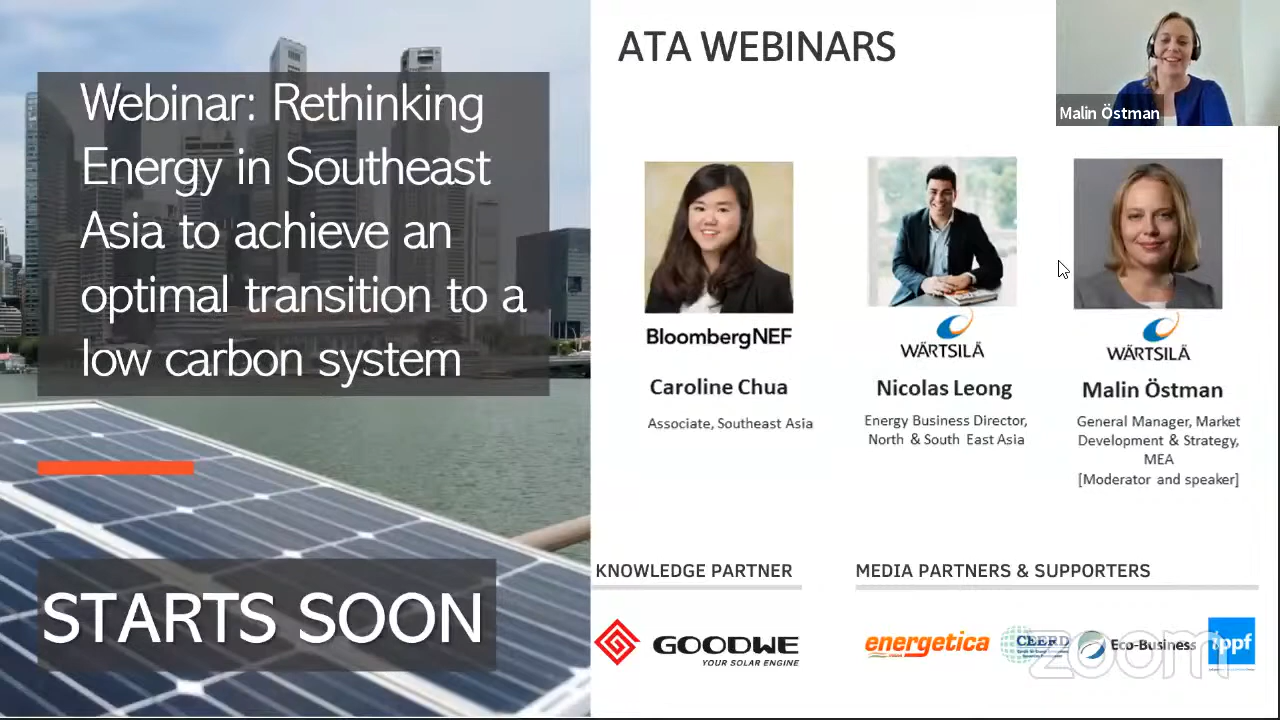 Webinar: Rethinking
Energy in Southeast
Asia to achieve an
optimal transition to a
low carbon system
STARTS SOON
ATA WEBINARS
Malin Östman
BloombergNEF
Caroline Chua
Associate, Southeast Asia
WÄRTSILÄ
Nicolas Leong
Energy Business Director,
North & South East Asia
WÄRTSILÄ
Malin Östman
General Manager, Market
Development & Strategy,
MEA
[Moderator and speaker]
KNOWLEDGE PARTNER
GOODWE
YOUR SOLAR ENGINE
MEDIA PARTNERS & SUPPORTERS
energetica
CEERD
Eco-Business
ippf
zoom